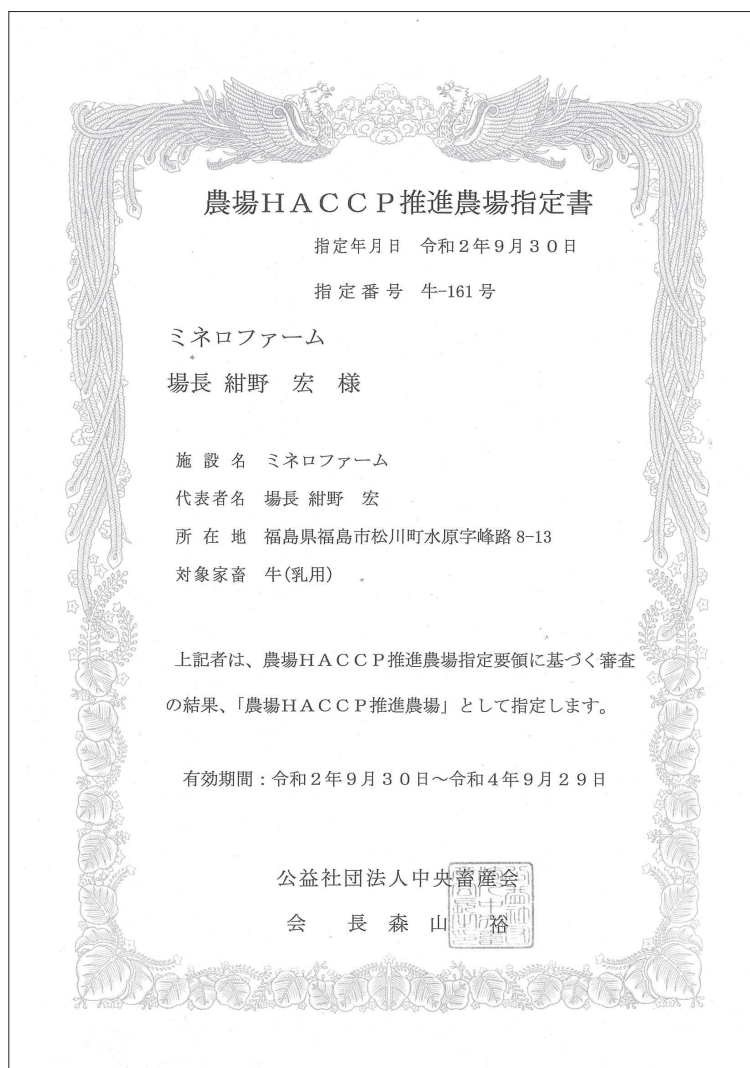 農場HACCP推進農場指定書
指定年月日 令和2年9月30日
指定番号 牛-161号
ミネロファーム
場長 紺野 宏 様
施設名 ミネロファーム
代表者名 場長 紺野 宏
所在地 福島県福島市松川町水原字峰路8-13
対象家畜 牛(乳用)
上記者は、農場HACCP推進農場指定要領に基づく審査
の結果、「農場HACCP推進農場」として指定します。
有効期間：令和2年9月30日～令和4年9月29日
公益社団法人中央畜産会
会長 森山 裕